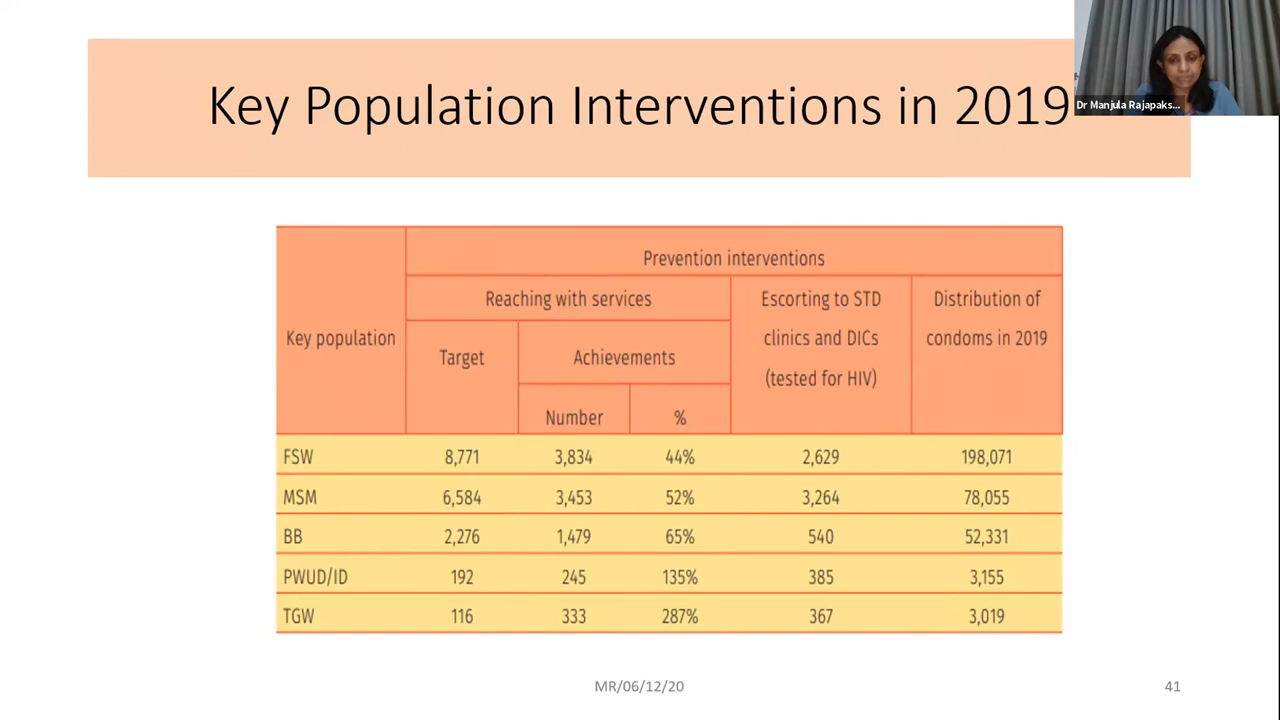 Key Population Interventions in 2019
Dr Manjula Rajapaks...
Key population
Prevention interventions
Reaching with services
Escorting to STD
clinics and DICs
(tested for HIV)
Distribution of
condoms in 2019
Target
Achievements
Number
%
FSW 8,771 3,834 44% 2,629 198,071
MSM 6,584 3,453 52% 3,264 78,055
BB 2,276 1,479 65% 540 52,331
PWUD/ID 192 245 135% 385 3,155
TGW 116 333 287% 367 3,019
MR/06/12/20
41